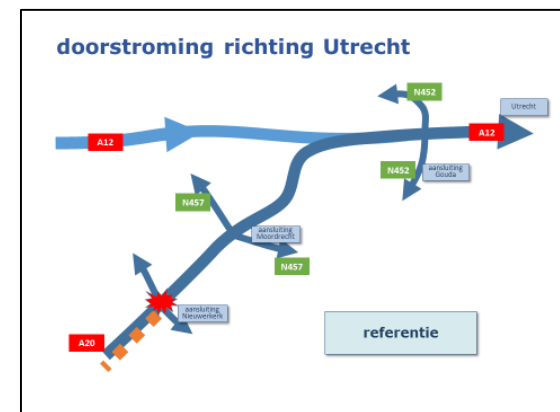 doorstroming richting Utrecht
N452
Utrecht
A12
A12
N452
aansluiting
Gouda
N457
aansluiting
Moordrecht
N457
aansluiting
Nieuwerkerk
A20
referentie